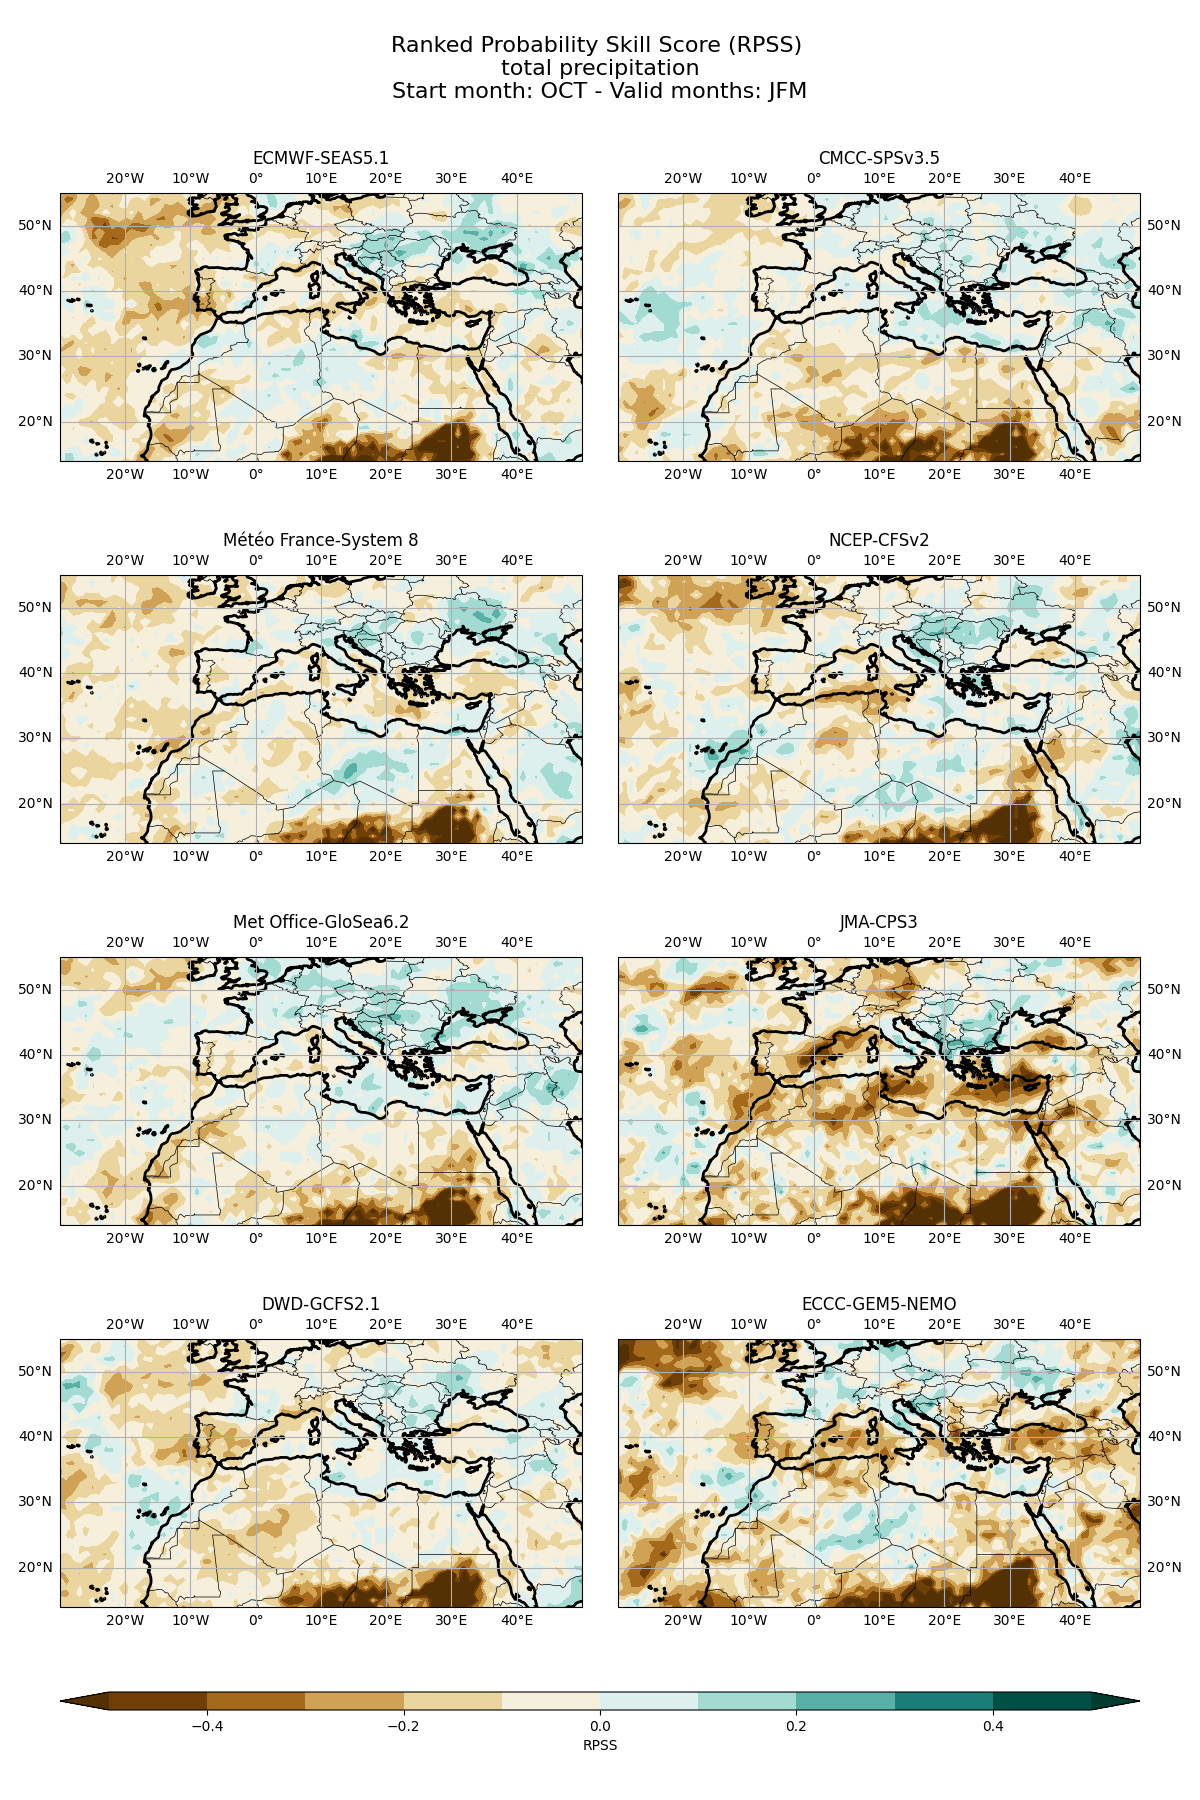 Ranked Probability Skill Score (RPSS)
total precipitation
Start month: OCT - Valid months: JFM
ECMWF-SEAS5.1
20°W 10°W 0° 10°E 20°E 30°E 40°E
50°N
40°N
30°N
20°N
20°W 10°W 0° 10°E 20°E 30°E 40°E
CMCC-SPSv3.5
20°W 10°W 0° 10°E 20°E 30°E 40°E
50°N
40°N
30°N
20°N
20°W 10°W 0° 10°E 20°E 30°E 40°E
Météo France-System 8
20°W 10°W 0° 10°E 20°E 30°E 40°E
50°N
40°N
30°N
20°N
20°W 10°W 0° 10°E 20°E 30°E 40°E
NCEP-CFSv2
20°W 10°W 0° 10°E 20°E 30°E 40°E
50°N
40°N
30°N
20°N
20°W 10°W 0° 10°E 20°E 30°E 40°E
Met Office-GloSea6.2
20°W 10°W 0° 10°E 20°E 30°E 40°E
50°N
40°N
30°N
20°N
20°W 10°W 0° 10°E 20°E 30°E 40°E
JMA-CPS3
20°W 10°W 0° 10°E 20°E 30°E 40°E
50°N
40°N
30°N
20°N
20°W 10°W 0° 10°E 20°E 30°E 40°E
DWD-GCFS2.1
20°W 10°W 0° 10°E 20°E 30°E 40°E
50°N
40°N
30°N
20°N
20°W 10°W 0° 10°E 20°E 30°E 40°E
ECCC-GEM5-NEMO
20°W 10°W 0° 10°E 20°E 30°E 40°E
50°N
40°N
30°N
20°N
20°W 10°W 0° 10°E 20°E 30°E 40°E
−0.4 −0.2 0.0 0.2 0.4
RPSS